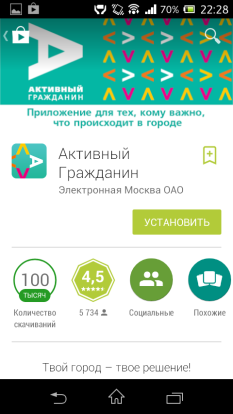 70% 22:28
АКТИВНЫЙ
ГРАЖДАНИН
Приложение для тех, кому важно,
что происходит в городе
Активный
Гражданин
Электронная Москва ОАО
УСТАНОВИТЬ
100
ТЫСЯЧ
4,5
Количество
скачиваний
5 734
Социальные
Похожие
Твой город – твое решение!